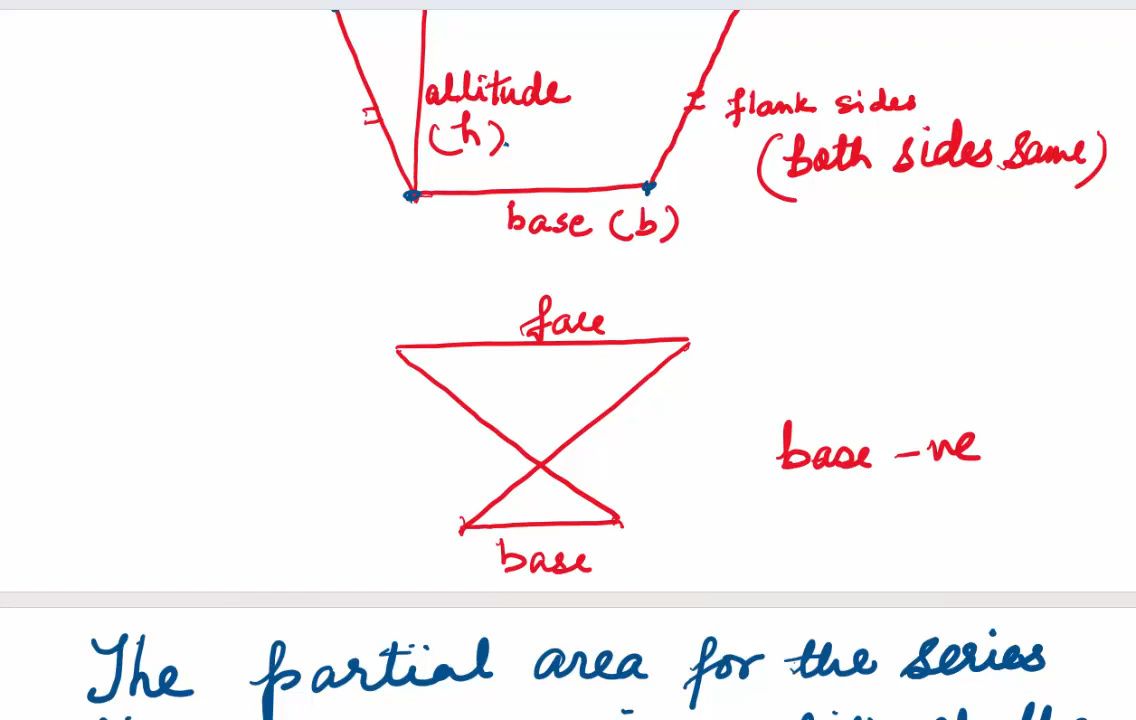 altitude
(h).
flank sides
(both sides same)
base (b)
face
base -ve
base
The partial area for the series